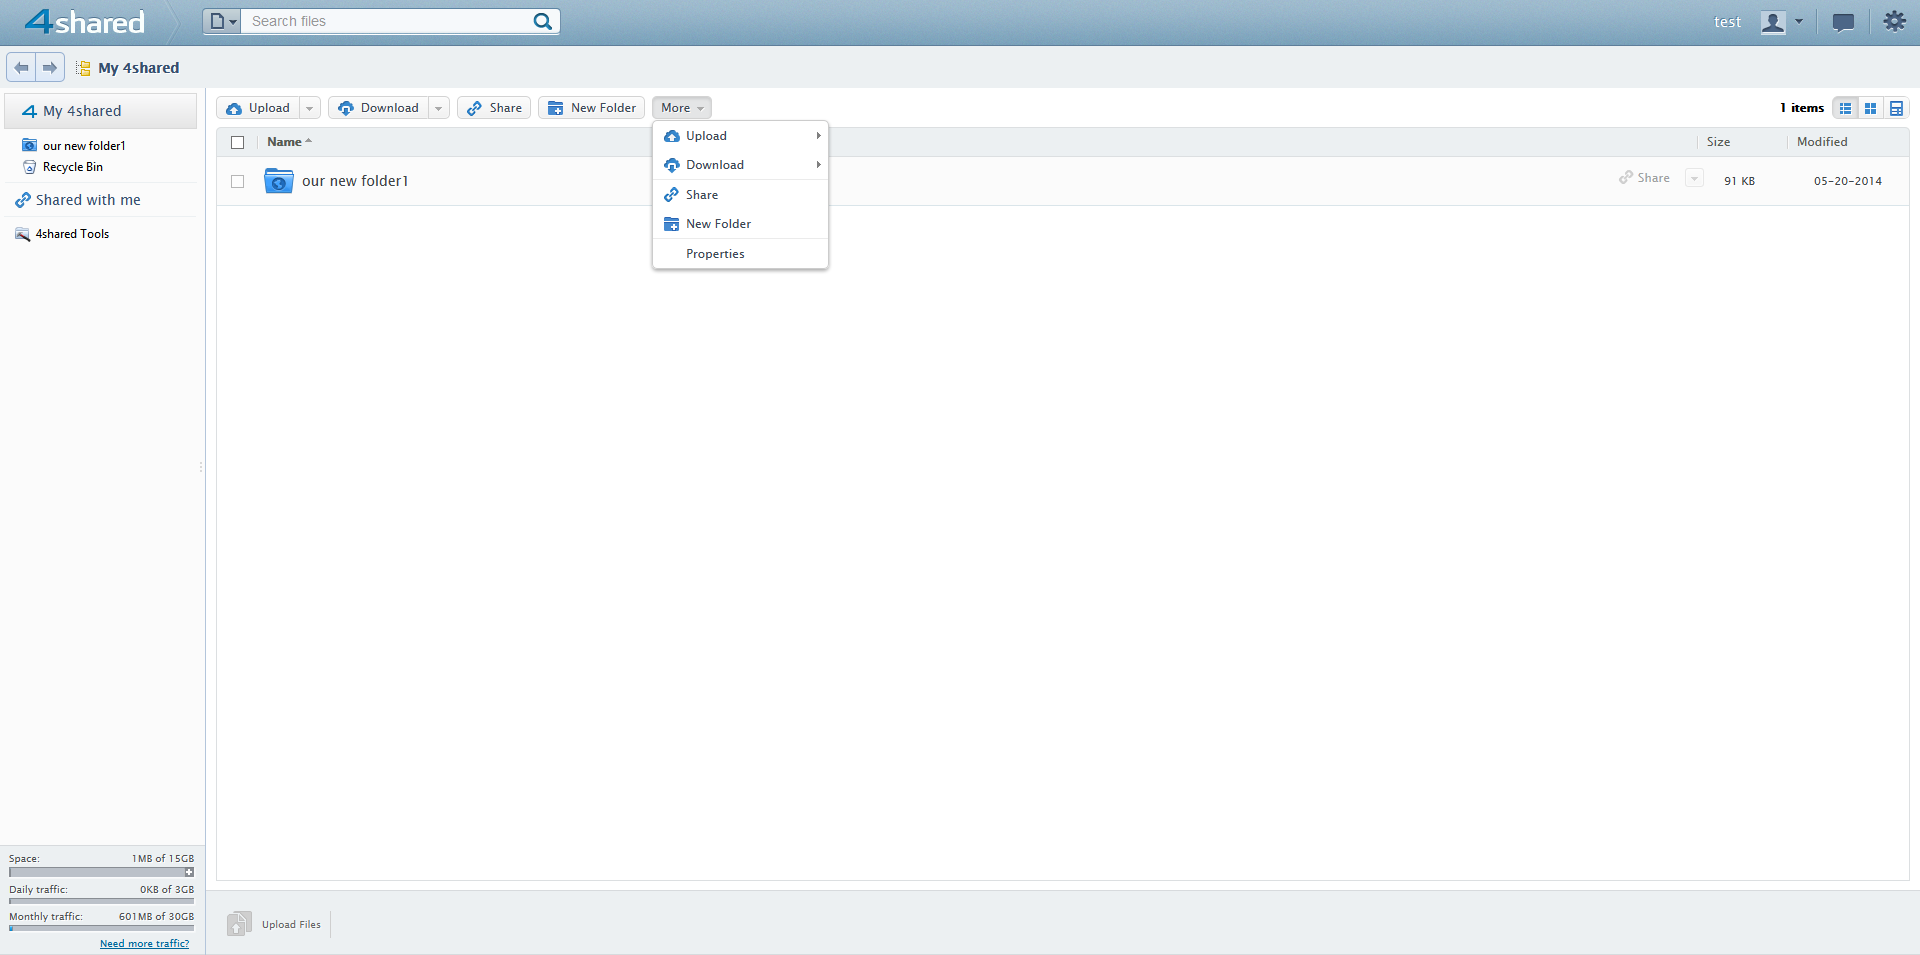 4shared
Search files
test
My 4shared
My 4shared
our new folder1
Recycle Bin
Shared with me
4shared Tools
Upload
Download
Share
New Folder
More
1 items
Name
Size
Modified
our new folder1
Share
91 KB
05-20-2014
Upload
Download
Share
New Folder
Properties
Space: 1MB of 15GB
Daily traffic: 0KB of 3GB
Monthly traffic: 601MB of 30GB
Need more traffic?
Upload Files